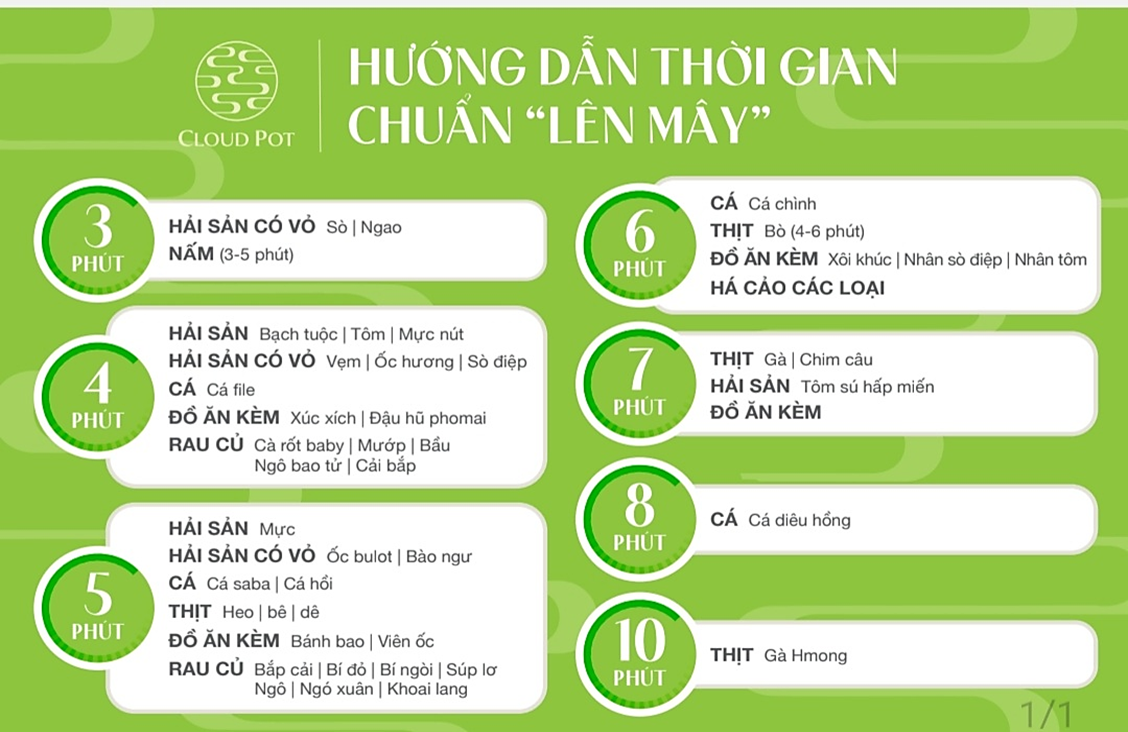 CLOUD POT
HƯỚNG DẪN THỜI GIAN
CHUẨN “LÊN MÂY”
3
PHÚT
HẢI SẢN CÓ VỎ Sò | Ngao
NẤM (3-5 phút)
4
PHÚT
HẢI SẢN Bạch tuộc | Tôm | Mực nút
HẢI SẢN CÓ VỎ Vẹm | Ốc hương | Sò điệp
CÁ Cá file
ĐỒ ĂN KÈM Xúc xích | Đậu hũ phomai
RAU CỦ Cà rốt baby | Mướp | Bầu
Ngô bao tử | Cải bắp
5
PHÚT
HẢI SẢN Mực
HẢI SẢN CÓ VỎ Ốc bulot | Bào ngư
CÁ Cá saba | Cá hồi
THỊT Heo | bê | dê
ĐỒ ĂN KÈM Bánh bao | Viên ốc
RAU CỦ Bắp cải | Bí đỏ | Bí ngòi | Súp lơ
Ngô | Ngó xuân | Khoai lang
6
PHÚT
CÁ Cá chình
THỊT Bò (4-6 phút)
ĐỒ ĂN KÈM Xôi khúc | Nhân sò điệp | Nhân tôm
HÁ CẢO CÁC LOẠI
7
PHÚT
THỊT Gà | Chim câu
HẢI SẢN Tôm sú hấp miến
ĐỒ ĂN KÈM
8
PHÚT
CÁ Cá diêu hồng
10
PHÚT
THỊT Gà Hmong
1/1